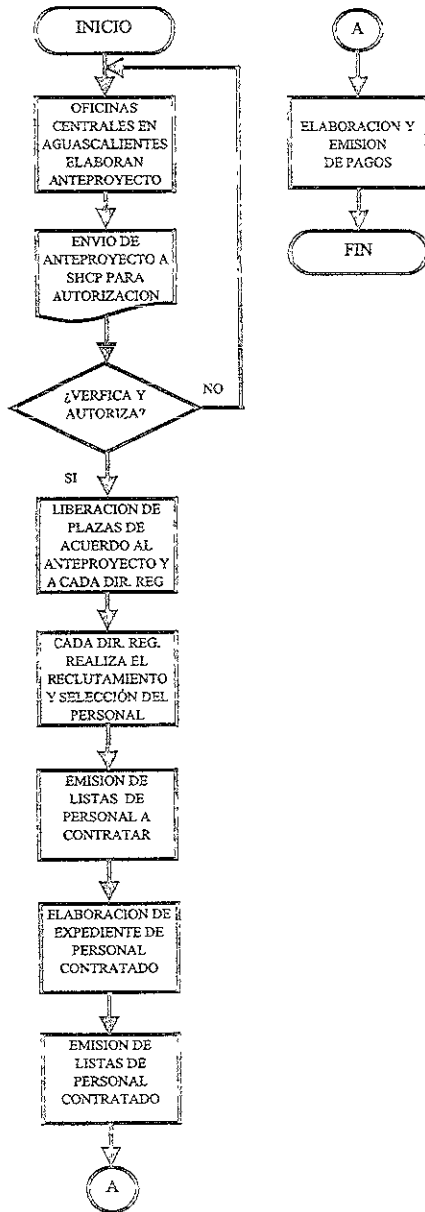 INICIO
OFICINAS
CENTRALES EN
AGUASCALIENTES
ELABORAN
ANTEPROYECTO
ENVIO DE
ANTEPROYECTO A
SHCP PARA
AUTORIZACION
¿VERFICA Y
AUTORIZA?
NO
SI
LIBERACION DE
PLAZAS DE
ACUERDO AL
ANTEPROYECTO Y
A CADA DIR. REG
CADA DIR. REG.
REALIZA EL
RECLUTAMIENTO
Y SELECCIÓN DEL
PERSONAL
EMISION DE
LISTAS DE
PERSONAL A
CONTRATAR
ELABORACION DE
EXPEDIENTE DE
PERSONAL
CONTRATADO
EMISION DE
LISTAS DE
PERSONAL
CONTRATADO
A
A
ELABORACION Y
EMISION
DE PAGOS
FIN